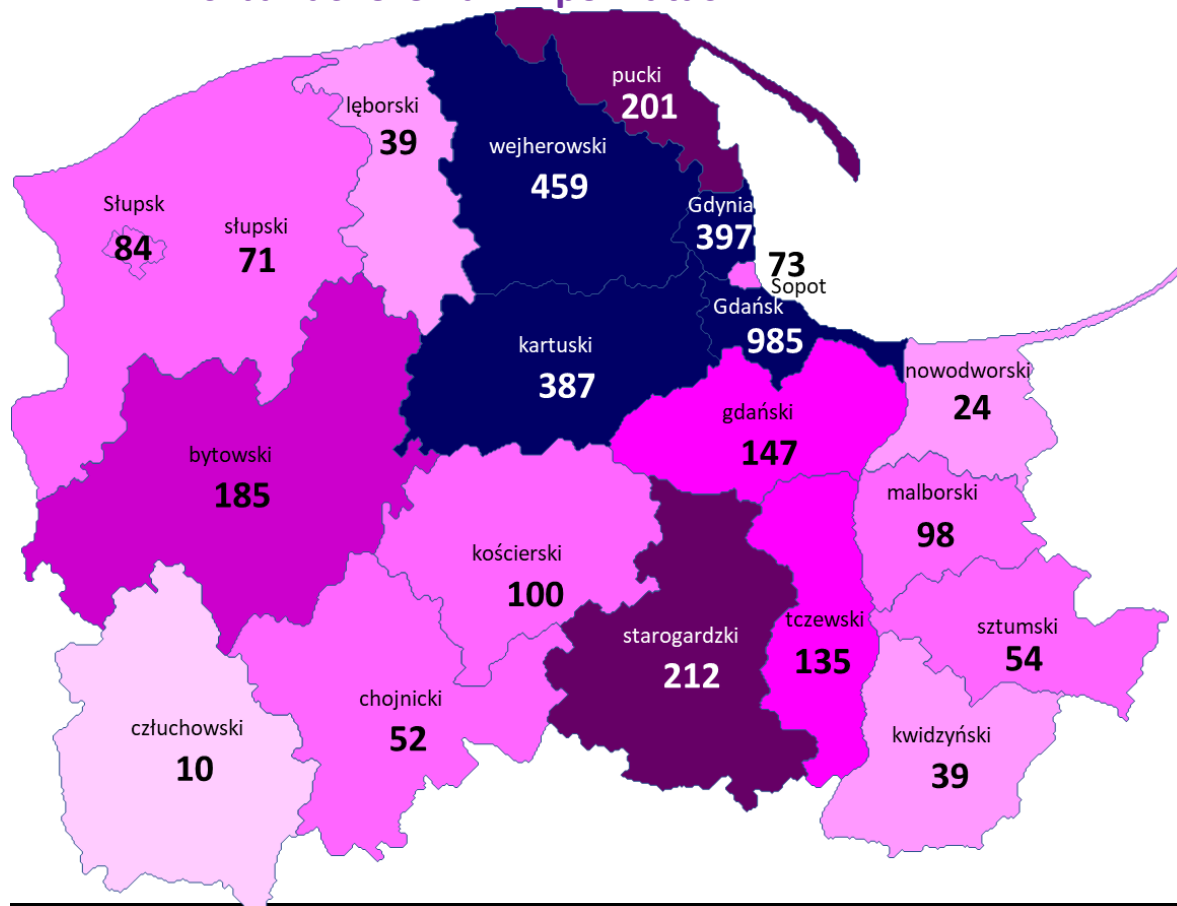 pucki
201
lęborski
39
wejherowski
459
Słupsk
84
słupski
71
Gdynia
397
73
Sopot
Gdańsk
985
kartuski
387
nowodworski
24
gdański
147
bytowski
185
malborski
98
kościerski
100
starogardzki
212
tczewski
135
sztumski
54
chojnicki
52
człuchowski
10
kwidzyński
39